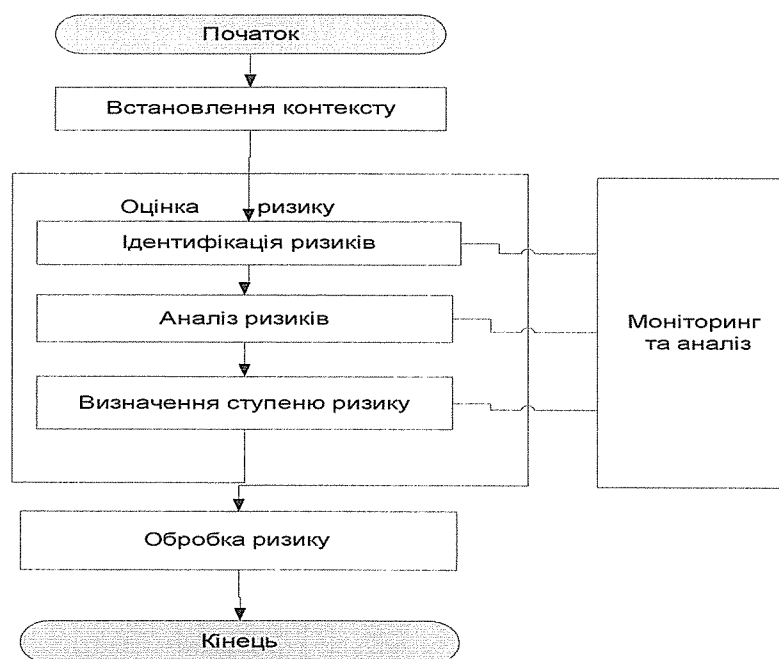 Початок
Встановлення контексту
Оцінка ризику
Ідентифікація ризиків
Аналіз ризиків
Визначення ступеню ризику
Моніторинг
та аналіз
Обробка ризику
Кінець